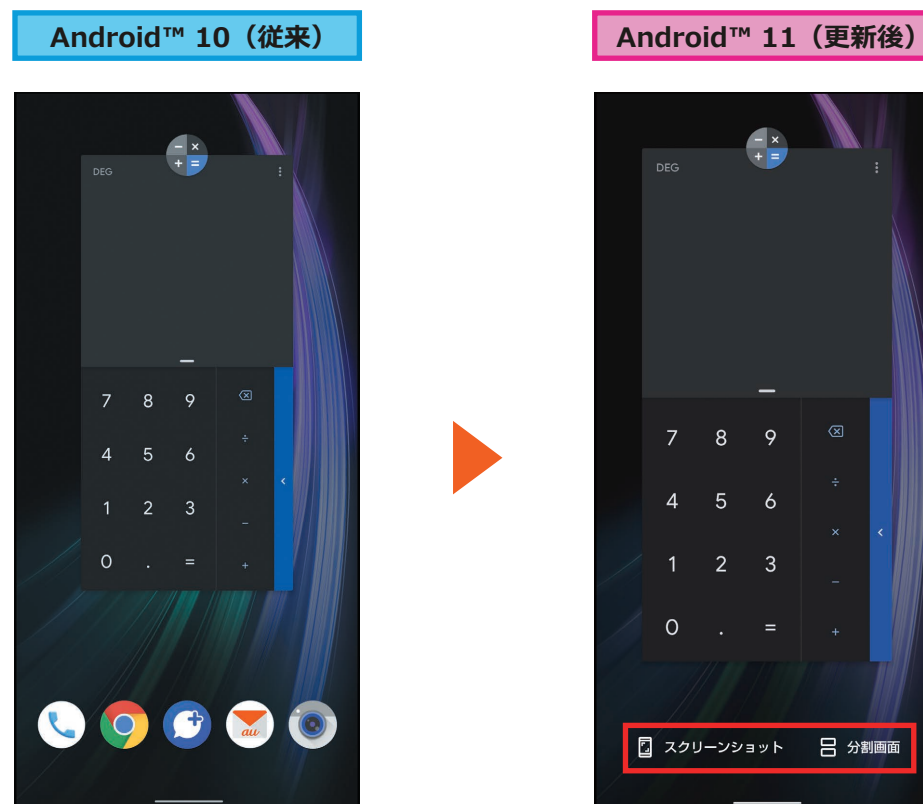 Android™ 10（従来）
Android™ 11（更新後）
DEG
7 8 9
÷
4 5 6
×
1 2 3
−
0 . =
+
au
DEG
7 8 9
÷
4 5 6
×
1 2 3
−
0 . =
+
スクリーンショット 分割画面